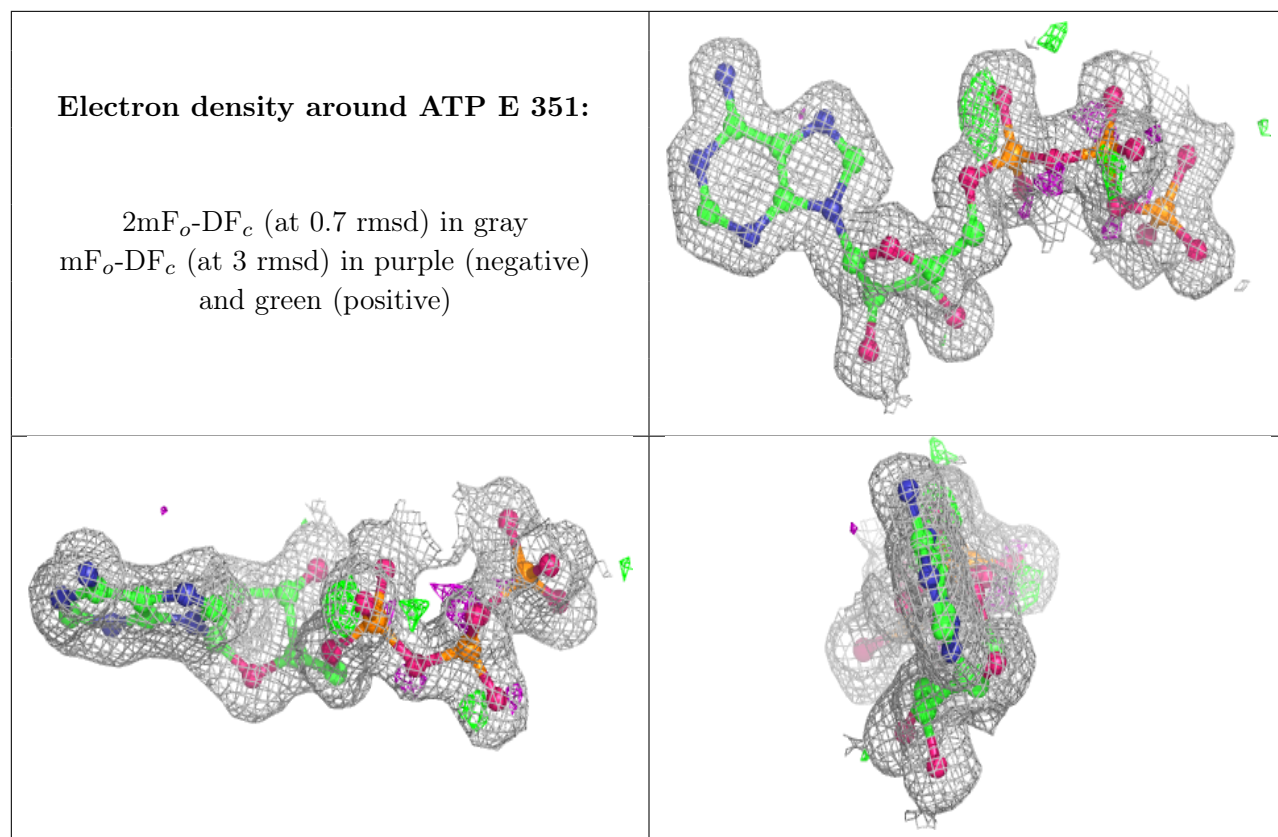 Electron density around ATP E 351:
2mFo-DFc (at 0.7 rmsd) in gray
mFo-DFc (at 3 rmsd) in purple (negative)
and green (positive)